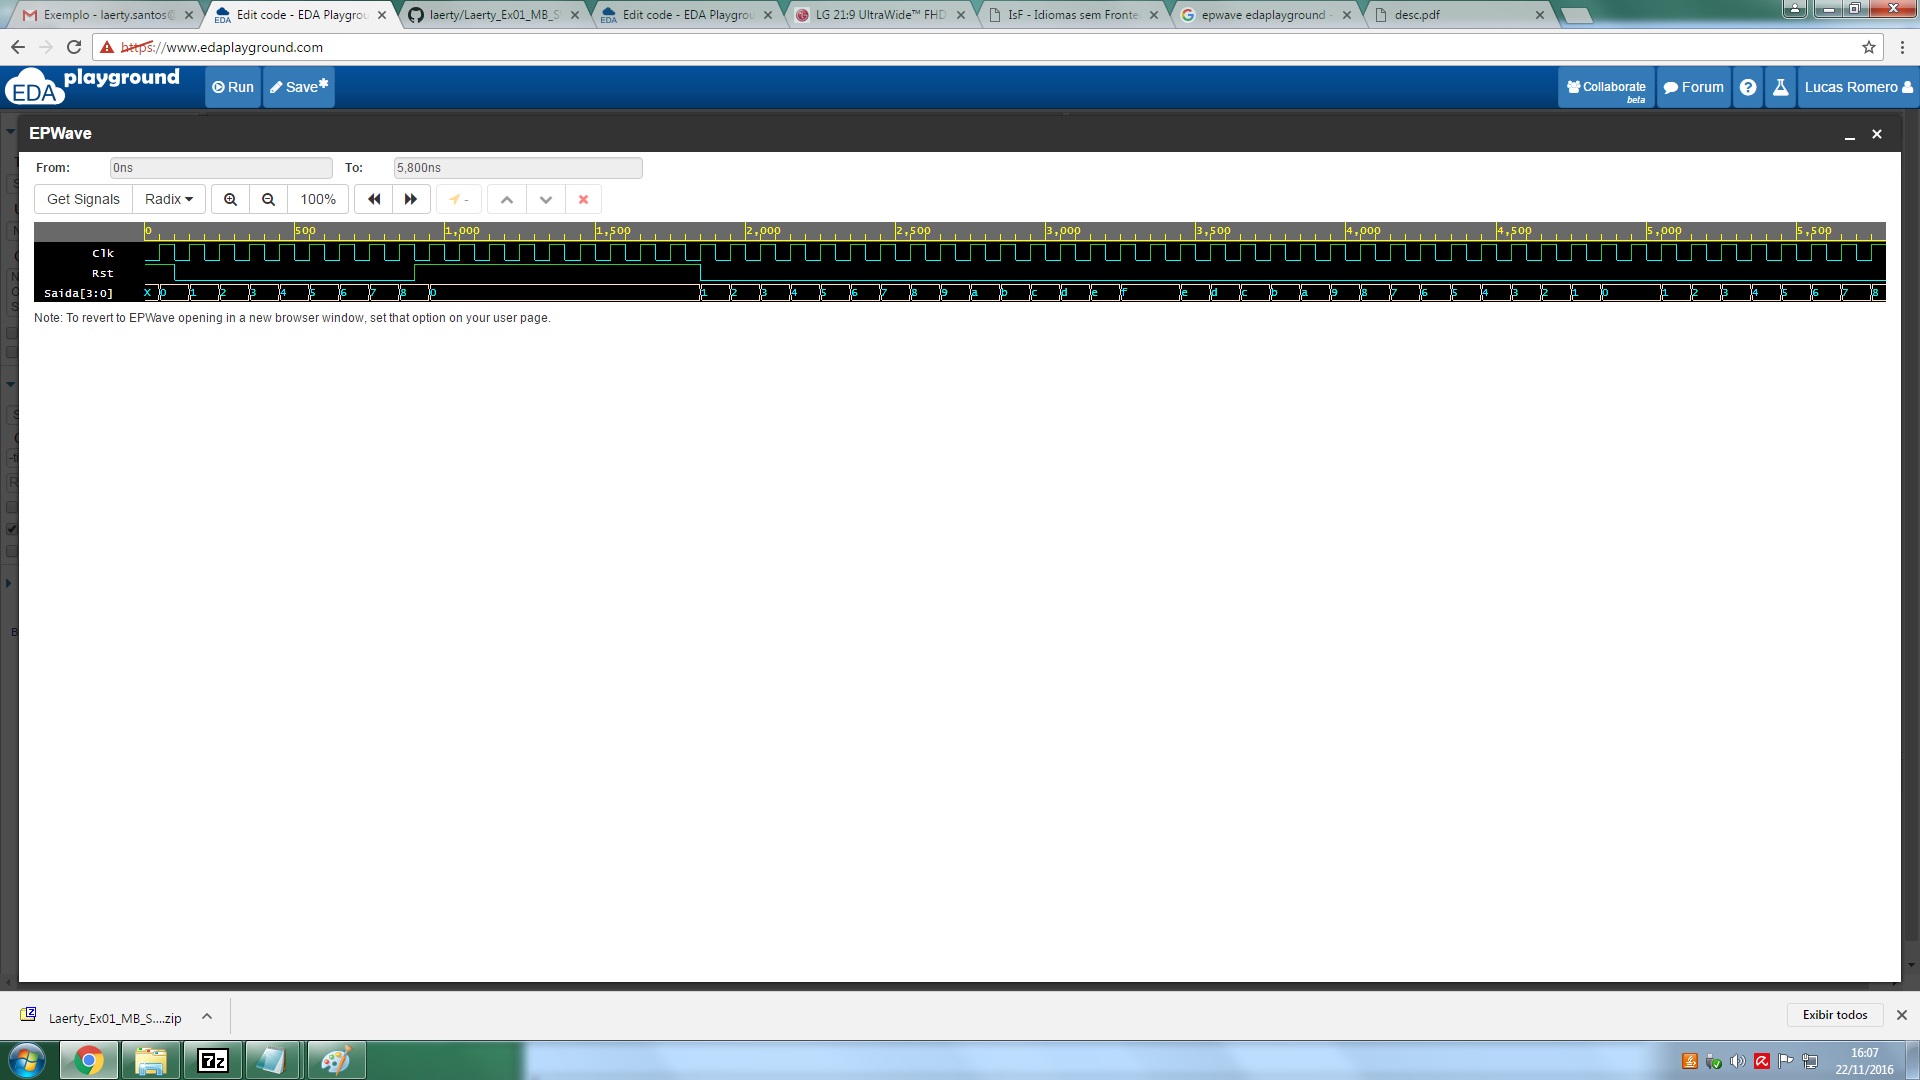 Exemplo - laerty.santos@
Edit code - EDA Playgrou
laerty/Laerty_Ex01_MB_S
Edit code - EDA Playgrou
LG 21:9 UltraWide™ FHD
IsF - Idiomas sem Fronte
epwave edaplayground -
desc.pdf
https://www.edaplayground.com
EDA playground
Run
Save*
Collaborate
beta
Forum
?
Lucas Romero
EPWave
From:
0ns
To:
5,800ns
Get Signals
Radix
100%
-
0 500 1,000 1,500 2,000 2,500 3,000 3,500 4,000 4,500 5,000 5,500
Clk
Rst
Saida[3:0] X 0 1 2 3 4 5 6 7 8 0 1 2 3 4 5 6 7 8 9 a b c d e f e d c b a 9 8 7 6 5 4 3 2 1 0 1 2 3 4 5 6 7 8
Note: To revert to EPWave opening in a new browser window, set that option on your user page.
Laerty_Ex01_MB_S....zip
Exibir todos
7z
16:07
22/11/2016